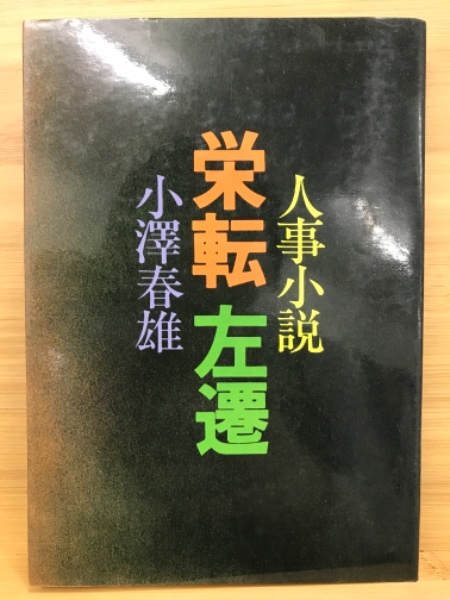 人事小説
栄転 左遷
小澤春雄